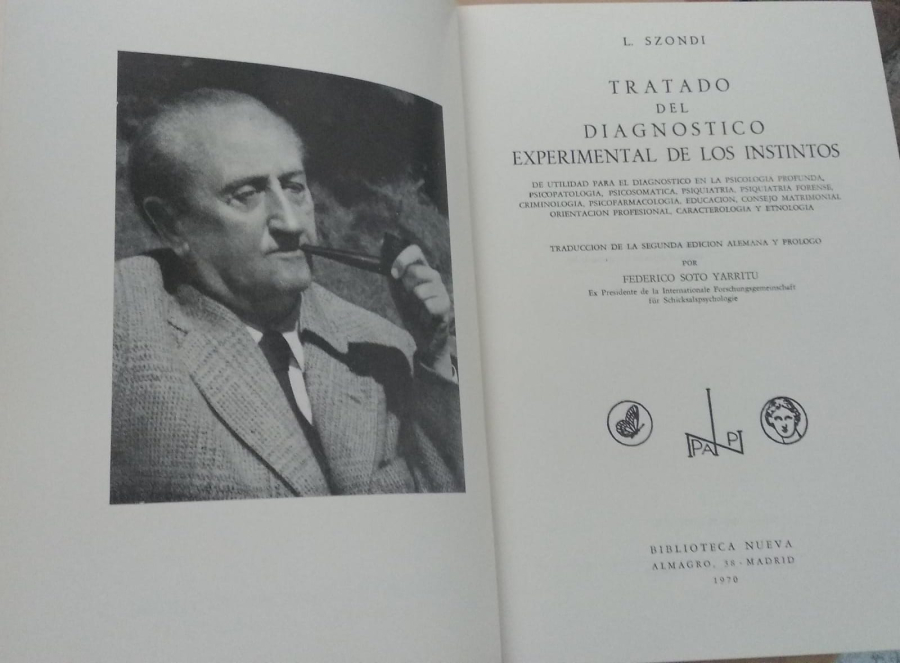 L. SZONDI
TRATADO
DEL
DIAGNOSTICO
EXPERIMENTAL DE LOS INSTINTOS
DE UTILIDAD PARA EL DIAGNOSTICO EN LA PSICOLOGIA PROFUNDA,
PSICOPATOLOGIA, PSICOSOMATICA, PSIQUIATRIA, PSIQUIATRIA FORENSE,
CRIMINOLOGIA, PSICOFARMACOLOGIA, EDUCACION, CONSEJO MATRIMONIAL
ORIENTACION PROFESIONAL, CARACTEROLOGIA Y ETNOLOGIA
TRADUCCION DE LA SEGUNDA EDICION ALEMANA Y PROLOGO
POR
FEDERICO SOTO YARRITU
Ex Presidente de la Internationale Forschungsgemeinschaft
für Schicksalspsychologie
PA P
BIBLIOTECA NUEVA
ALMAGRO, 38 - MADRID
1970